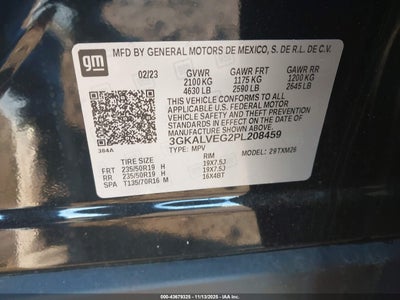 gm
MFD BY GENERAL MOTORS DE MEXICO, S. DE R.L. DE C.V.
02/23 GVWR GAWR FRT GAWR RR
2100 KG 1175 KG 1200 KG
4630 LB 2590 LB 2645 LB
THIS VEHICLE CONFORMS TO ALL APPLICABLE
U.S. FEDERAL MOTOR VEHICLE SAFETY, BUMPER, AND
THEFT PREVENTION STANDARDS IN EFFECT ON THE
DATE OF MANUFACTURE SHOWN ABOVE.
3GKALVEG2PL208459
TYPE: MPV MODEL: 29TXM26
384A
RIM
FRT 235/50R19 H 19X7.5J
RR 235/50R19 H 19X7.5J
SPA T135/70R16 M 16X4BT
000-43679325 - 11/13/2025 - IAA Inc.